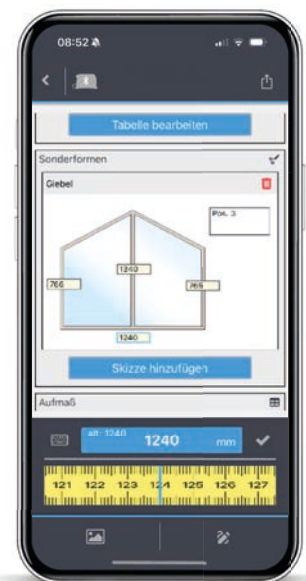 08:52
Tabelle bearbeiten
Sonderformen
Giebel
Pos. 3
1240
766
765
1240
Skizze hinzufügen
Aufmaß
alt: 1240
1240 mm
121 122 123 124 125 126 127